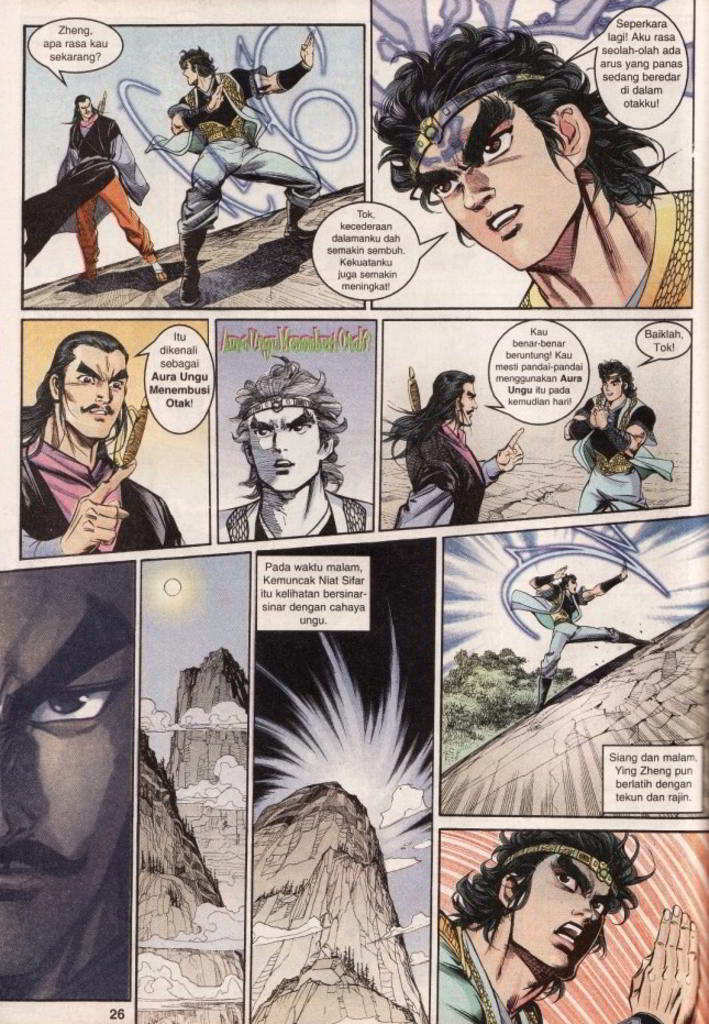 Zheng,
apa rasa kau
sekarang?
Seperkara
lagi! Aku rasa
seolah-olah ada
arus yang panas
sedang beredar
di dalam
otakku!
Tok,
kecederaan
dalamanku dah
semakin sembuh.
Kekuatanku
juga semakin
meningkat!
Itu
dikenali
sebagai
Aura Ungu
Menembusi
Otak!
Aura Ungu Menembusi Otak!
Kau
benar-benar
beruntung! Kau
mesti pandai-pandai
menggunakan Aura
Ungu itu pada
kemudian hari!
Baiklah,
Tok!
Pada waktu malam,
Kemuncak Niat Sifar
itu kelihatan bersinar-
sinar dengan cahaya
ungu.
Siang dan malam,
Ying Zheng pun
berlatih dengan
tekun dan rajin.
26